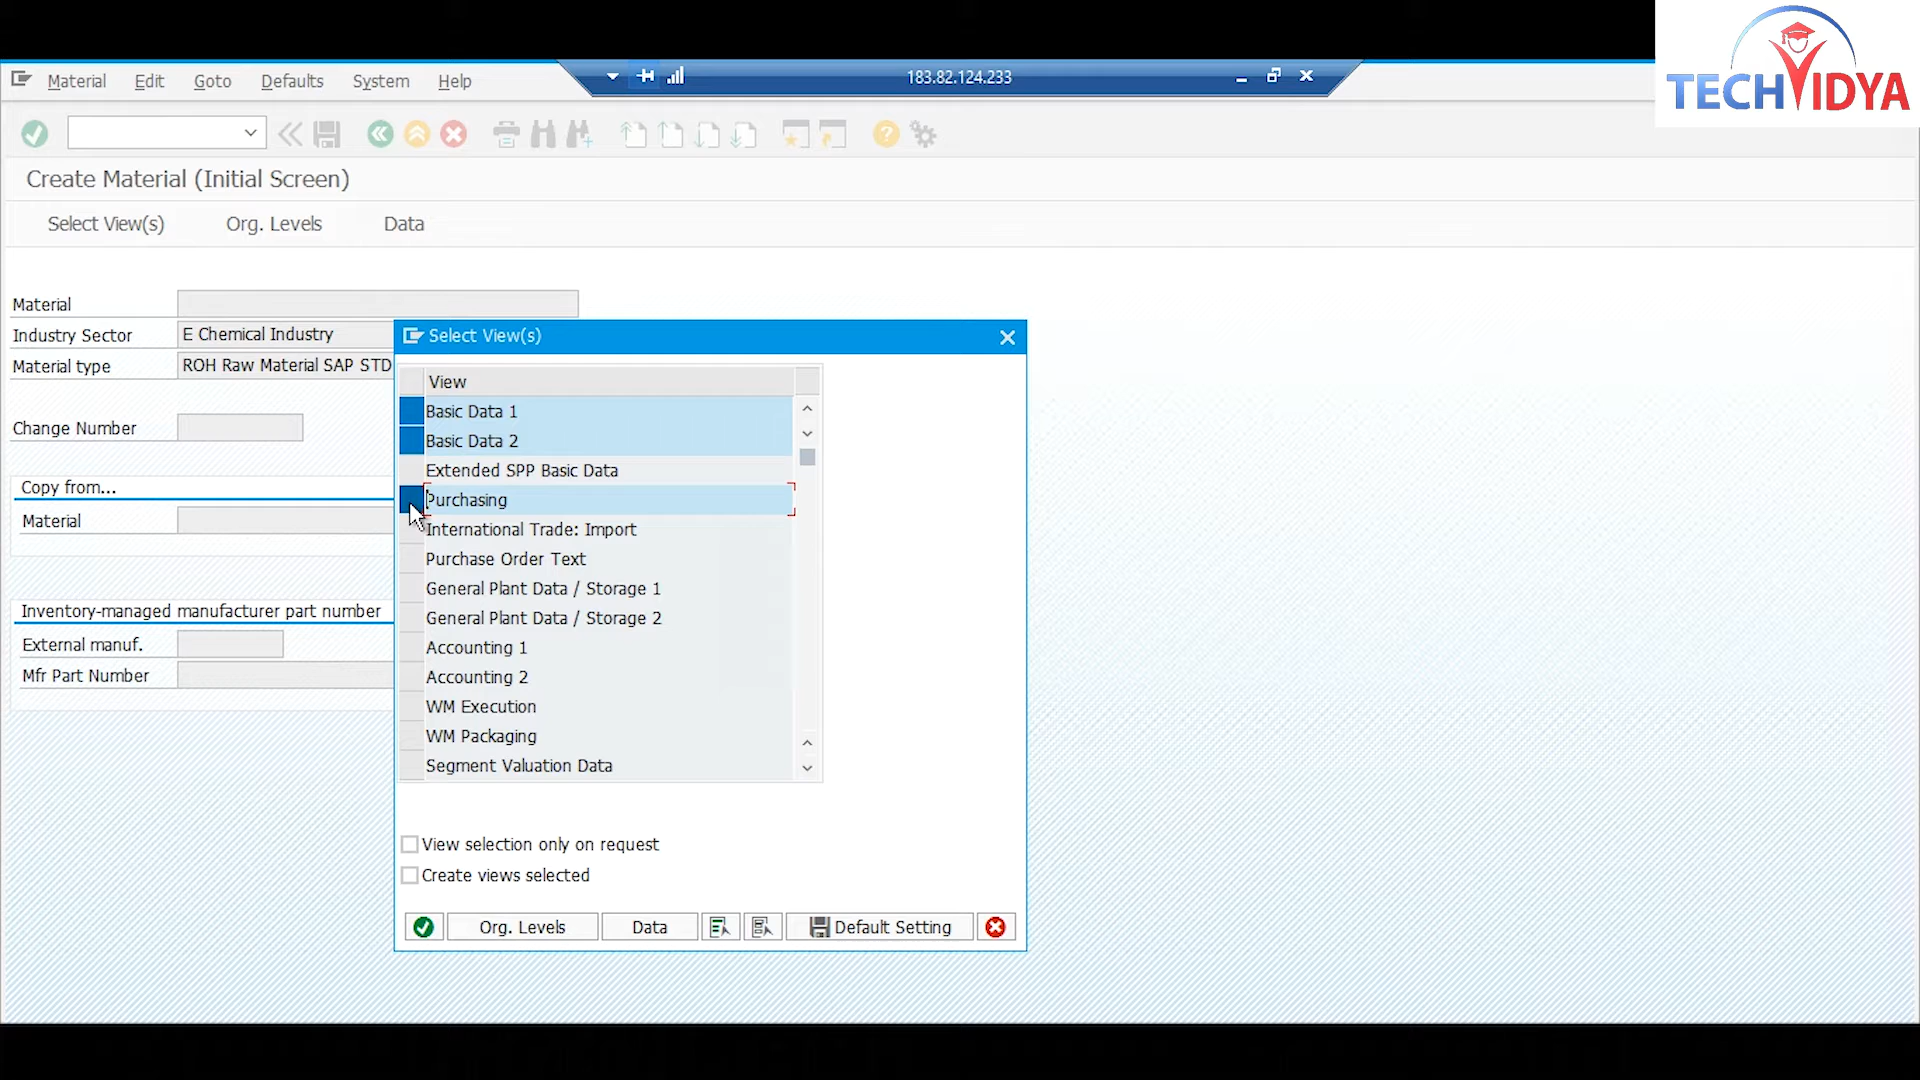 183.82.124.233
TECHVIDYA
Material Edit Goto Defaults System Help
Create Material (Initial Screen)
Select View(s) Org. Levels Data
Material
Industry Sector E Chemical Industry
Material type ROH Raw Material SAP STD
Change Number
Copy from...
Material
Inventory-managed manufacturer part number
External manuf.
Mfr Part Number
Select View(s)
View
Basic Data 1
Basic Data 2
Extended SPP Basic Data
Purchasing
International Trade: Import
Purchase Order Text
General Plant Data / Storage 1
General Plant Data / Storage 2
Accounting 1
Accounting 2
WM Execution
WM Packaging
Segment Valuation Data
View selection only on request
Create views selected
Org. Levels Data Default Setting